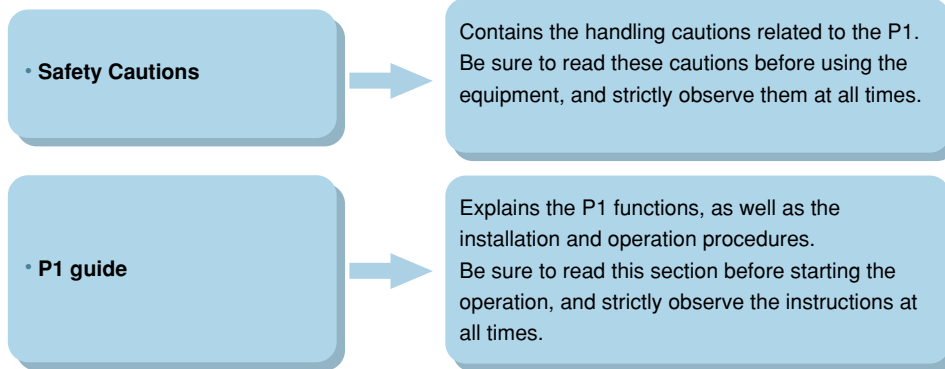 • Safety Cautions
Contains the handling cautions related to the P1.
Be sure to read these cautions before using the
equipment, and strictly observe them at all times.
• P1 guide
Explains the P1 functions, as well as the
installation and operation procedures.
Be sure to read this section before starting the
operation, and strictly observe the instructions at
all times.